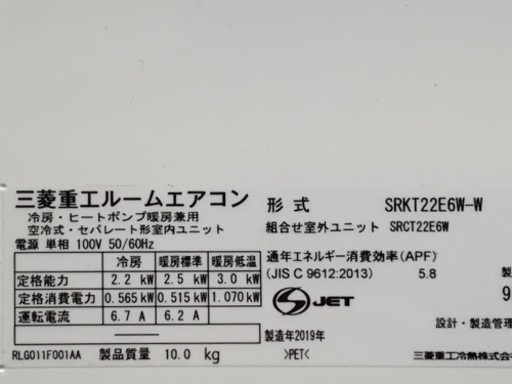 三菱重工ルームエアコン
冷房・ヒートポンプ暖房兼用
空冷式・セパレート形室内ユニット
電源 単相 100V 50/60Hz
冷房 暖房標準 暖房低温
定格能力 2.2 kW 2.5 kW 3.0 kW
定格消費電力 0.565 kW 0.515 kW 1.070 kW
運転電流 6.7 A 6.2 A
RLG011F001AA 製品質量 10.0 kg
形式 SRKT22E6W-W
組合せ室外ユニット SRCT22E6W
通年エネルギー消費効率(APF)
(JIS C 9612:2013) 5.8
製
9
S JET
設計・製造管理
製造年2019年
>PET< 三菱重工冷熱株式会